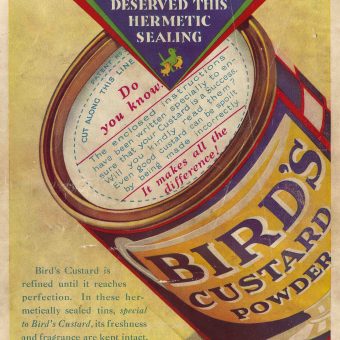 DESERVED THIS
HERMETIC
SEALING
CUT ALONG THIS LINE
Do
you know?
The enclosed instructions
have been written specially to en-
sure that your Custard is a success.
Will you kindly read them?
Even good custard can be spoilt
by being made incorrectly.
It makes all the
difference!
BIRD'S
CUSTARD
POWDER
Bird's Custard is
refined until it reaches
perfection. In these her-
metically sealed tins, special
to Bird's Custard, its freshness
and fragrance are kept intact.